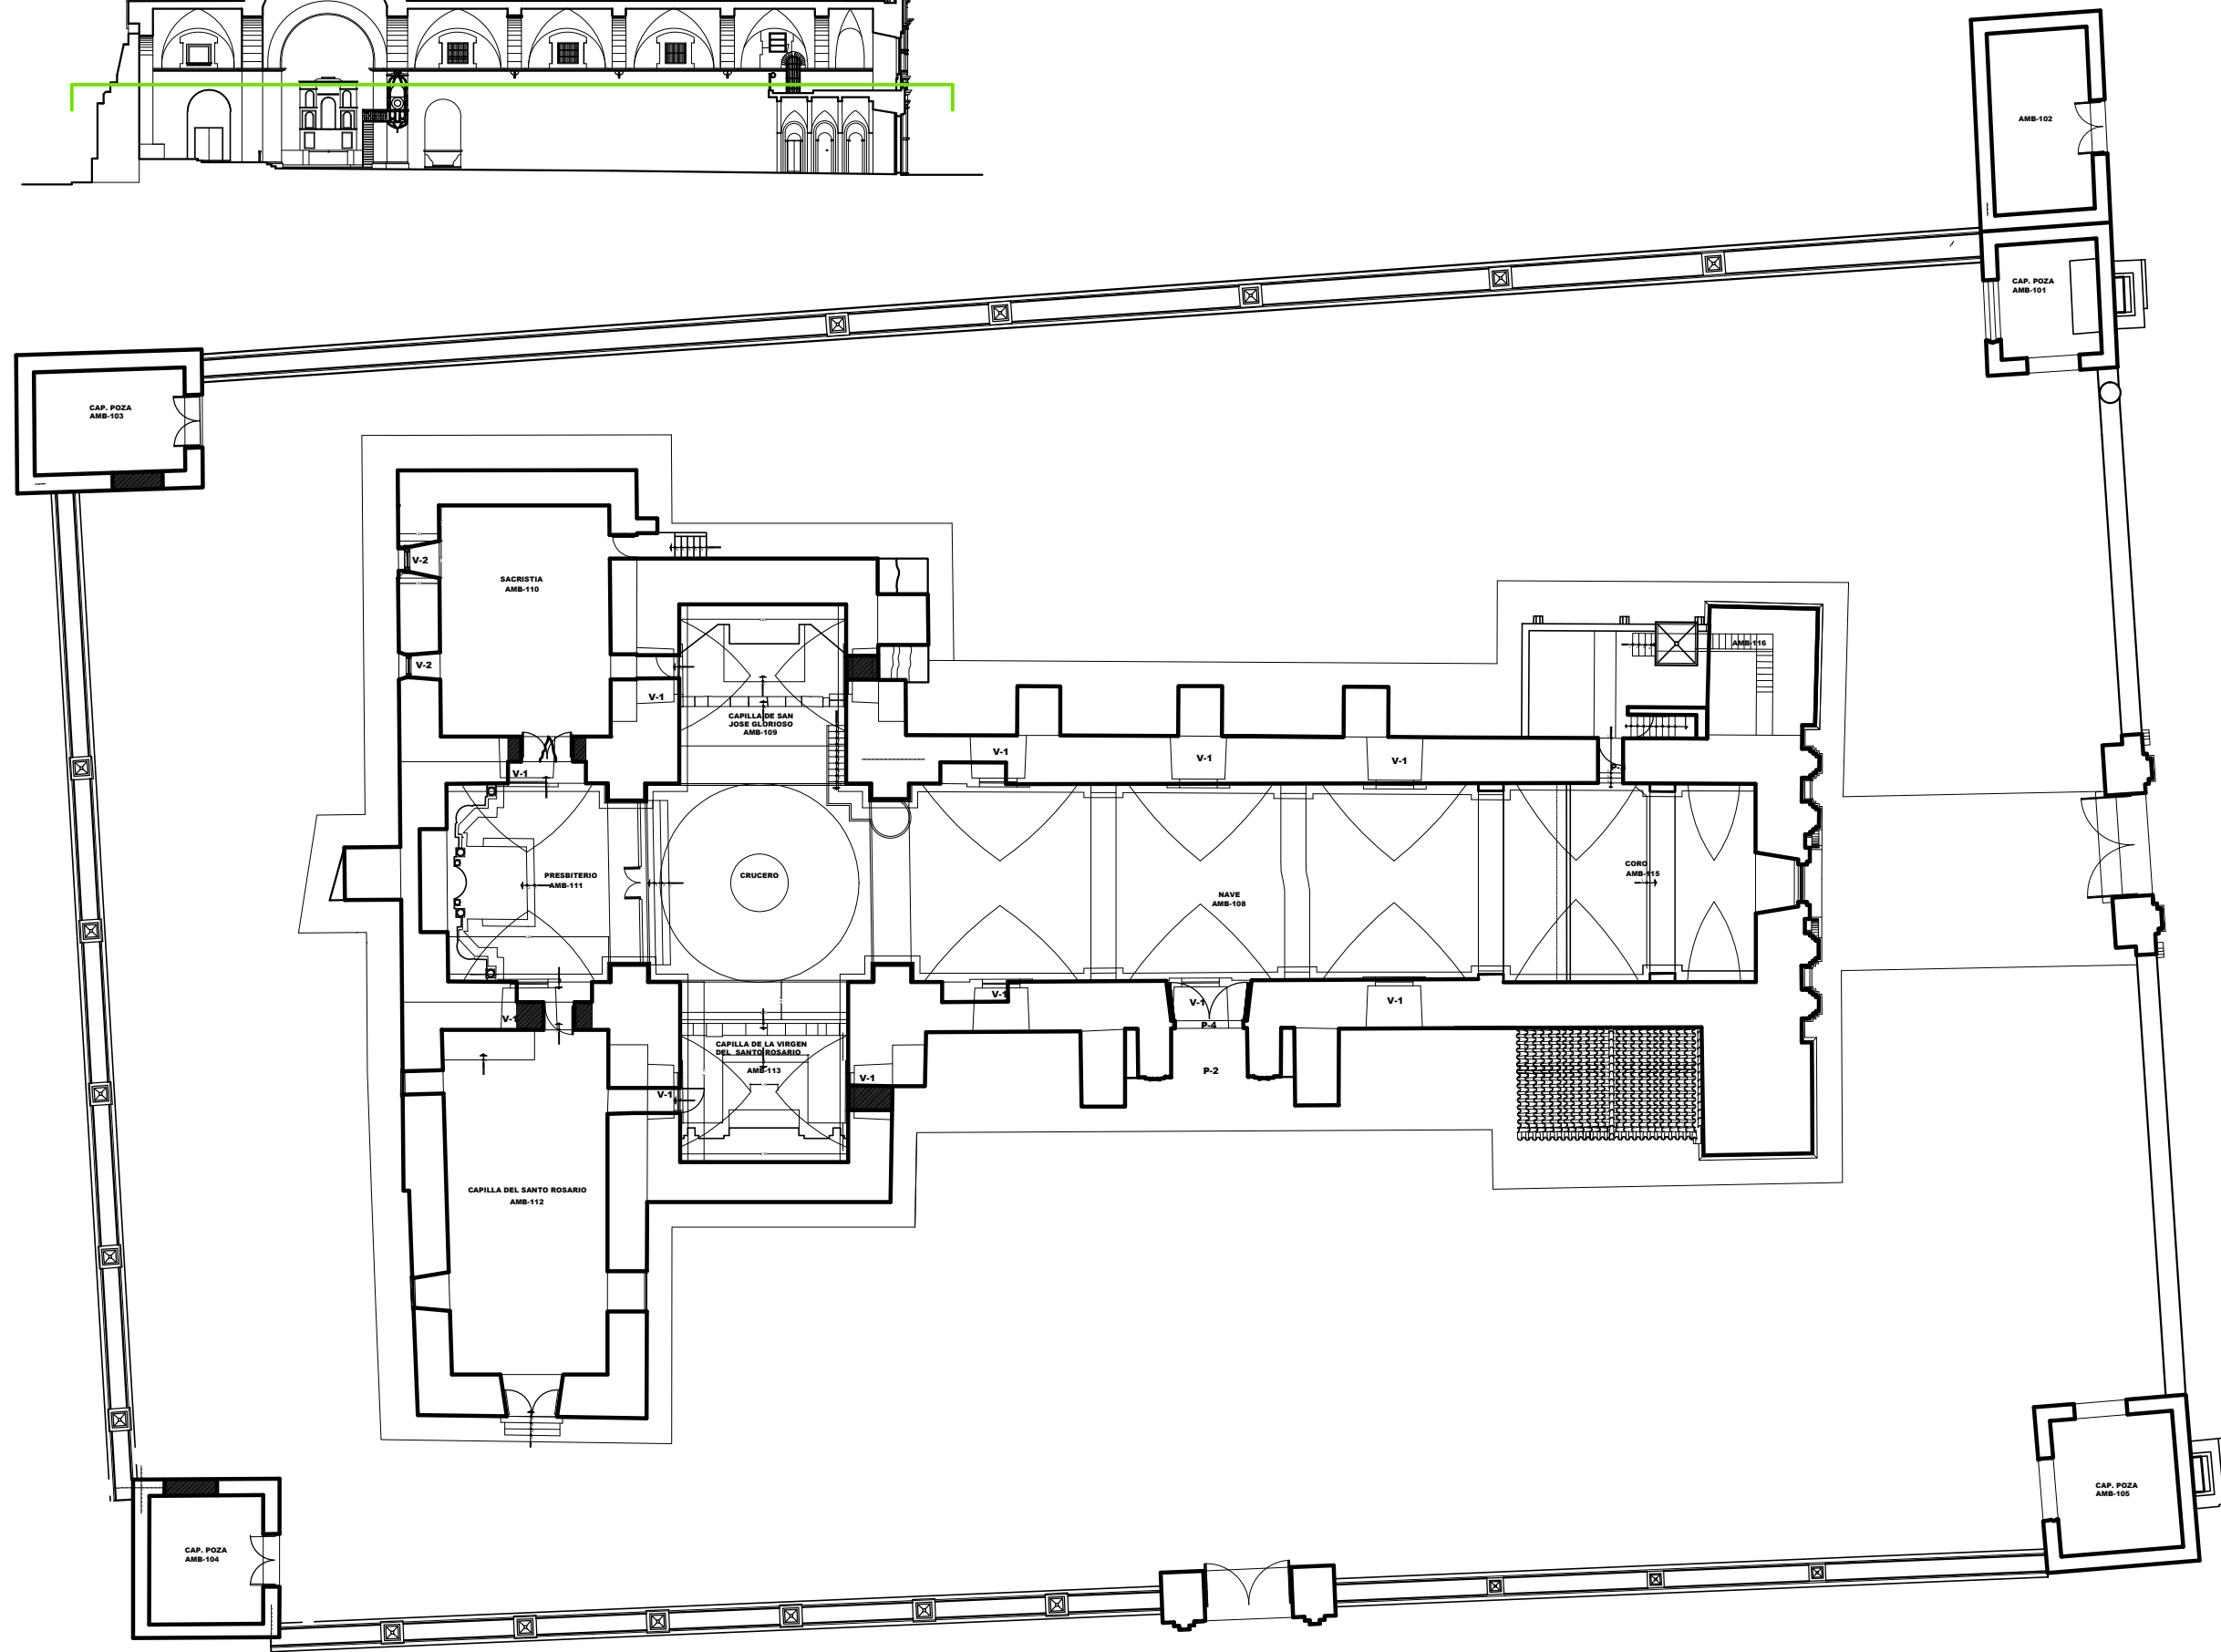 AMB-102
CAP. POZA
AMB-101
CAP. POZA
AMB-103
V-2
SACRISTIA
AMB-110
V-2
V-1
AMB-116
CAPILLA DE SAN
JOSE GLORIOSO
AMB-109
V-1
V-1
V-1
V-1
PRESBITERIO
AMB-111
CRUCERO
NAVE
AMB-108
CORO
AMB-115
V-1
V-1
V-1
V-1
P-4
P-2
CAPILLA DE LA VIRGEN
DEL SANTO ROSARIO
AMB-113
V-1
V-1
CAPILLA DEL SANTO ROSARIO
AMB-112
CAP. POZA
AMB-105
CAP. POZA
AMB-104